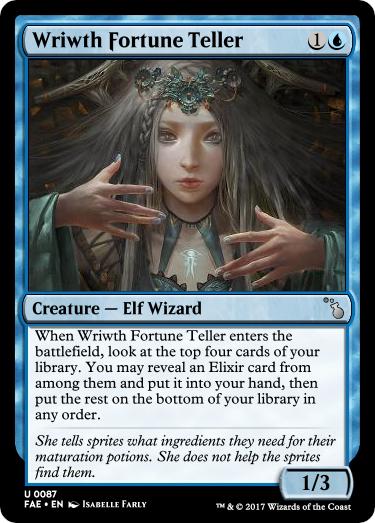 Wriwth Fortune Teller 1
Creature — Elf Wizard
When Wriwth Fortune Teller enters the
battlefield, look at the top four cards of your
library. You may reveal an Elixir card from
among them and put it into your hand, then
put the rest on the bottom of your library in
any order.
She tells sprites what ingredients they need for their
maturation potions. She does not help the sprites
find them.
1/3
U 0087
FAE • EN Isabelle Farly
™ & © 2017 Wizards of the Coast